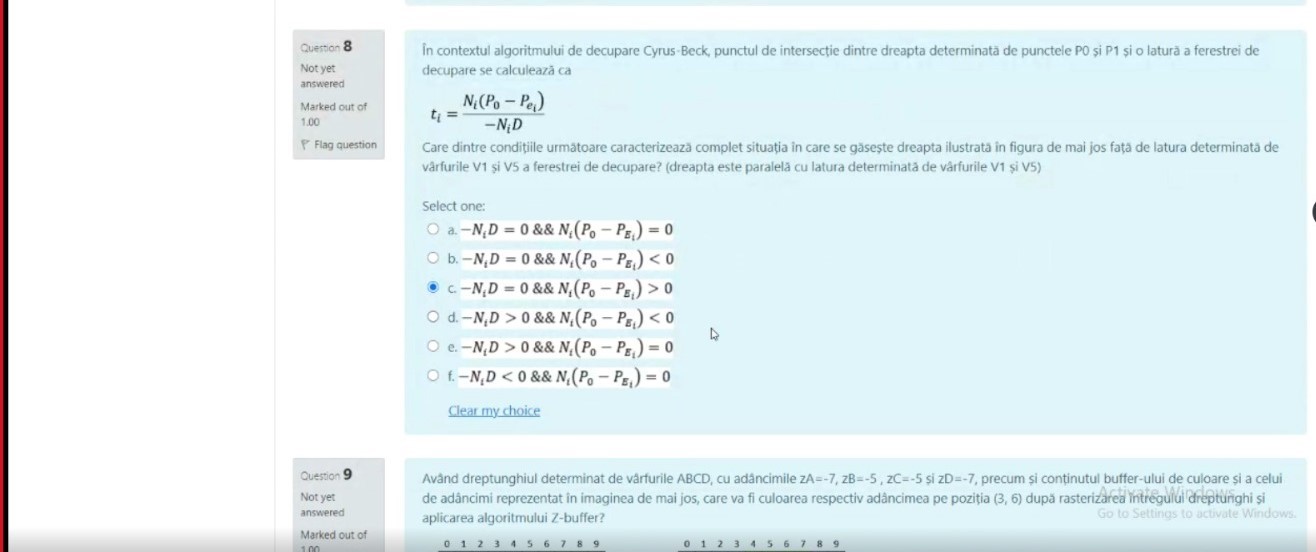 Question 8
Not yet
answered
Marked out of
1.00
Flag question
În contextul algoritmului de decupare Cyrus-Beck, punctul de intersecție dintre dreapta determinată de punctele P0 și P1 și o latură a ferestrei de
decupare se calculează ca
t_i = N_i(P_0 − P_{e_i}) / −N_iD
Care dintre condițiile următoare caracterizează complet situația în care se găsește dreapta ilustrată în figura de mai jos față de latura determinată de
vârfurile V1 și V5 a ferestrei de decupare? (dreapta este paralelă cu latura determinată de vârfurile V1 și V5)
Select one:
a. −N_iD = 0 && N_i(P_0 − P_{E_i}) = 0
b. −N_iD = 0 && N_i(P_0 − P_{E_i}) < 0
c. −N_iD = 0 && N_i(P_0 − P_{E_i}) > 0
d. −N_iD > 0 && N_i(P_0 − P_{E_i}) < 0
e. −N_iD > 0 && N_i(P_0 − P_{E_i}) = 0
f. −N_iD < 0 && N_i(P_0 − P_{E_i}) = 0
Clear my choice
Question 9
Not yet
answered
Marked out of
1.00
Având dreptunghiul determinat de vârfurile ABCD, cu adâncimile zA=-7, zB=-5 , zC=-5 și zD=-7, precum și conținutul buffer-ului de culoare și a celui
de adâncimi reprezentat în imaginea de mai jos, care va fi culoarea respectiv adâncimea pe poziția (3, 6) după rasterizarea întregului dreptunghi și
aplicarea algoritmului Z-buffer?
Activate Windows
Go to Settings to activate Windows.
0 1 2 3 4 5 6 7 8 9
0 1 2 3 4 5 6 7 8 9